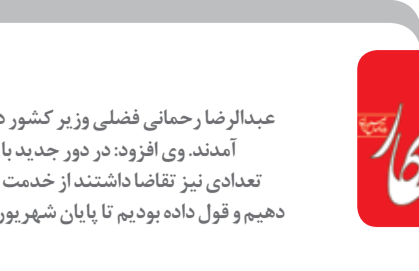 عبدالرضا رحمانی فضلی وزیر کشور د
آمدند. وی افزود: در دور جدید با
تعدادی نیز تقاضا داشتند از خدمت
دهیم و قول داده بودیم تا پایان شهریور